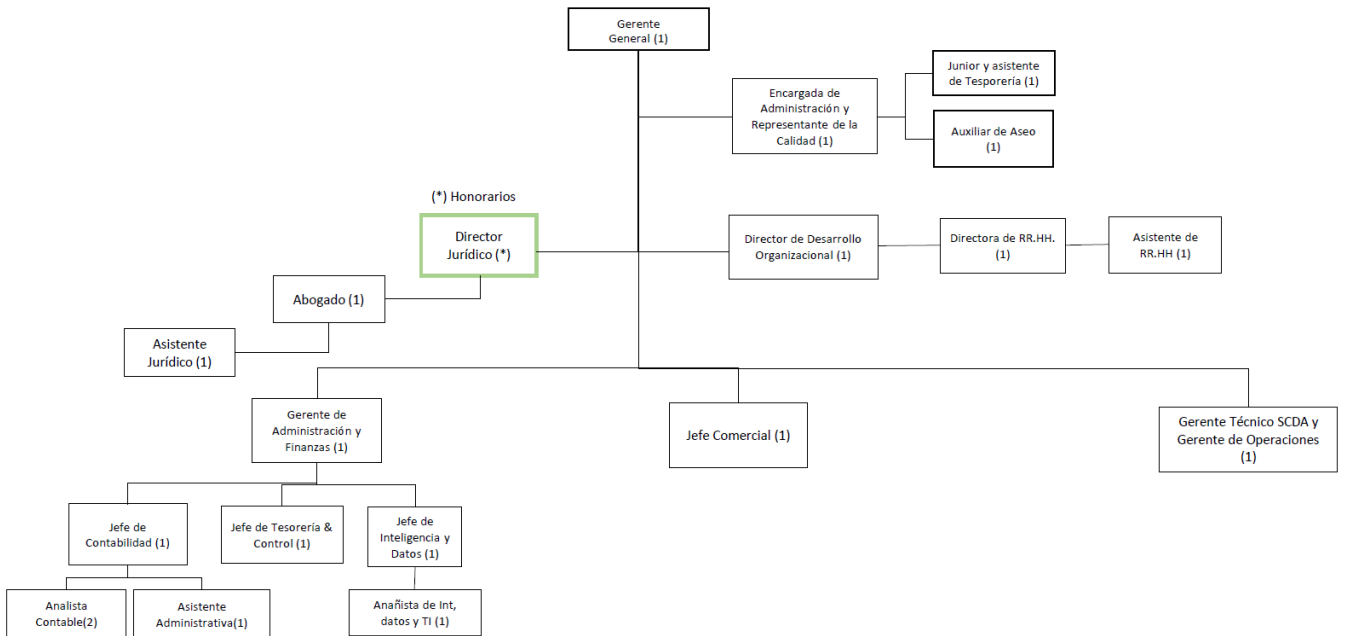 Gerente
General (1)
Junior y asistente
de Tesporería (1)
Encargada de
Administración y
Representante de la
Calidad (1)
Auxiliar de Aseo
(1)
(*) Honorarios
Director
Jurídico (*)
Director de Desarrollo
Organizacional (1)
Directora de RR.HH.
(1)
Asistente de
RR.HH (1)
Abogado (1)
Asistente
Jurídico (1)
Gerente de
Administración y
Finanzas (1)
Jefe Comercial (1)
Gerente Técnico SCDA y
Gerente de Operaciones
(1)
Jefe de
Contabilidad (1)
Jefe de Tesorería &
Control (1)
Jefe de
Inteligencia y
Datos (1)
Analista
Contable(2)
Asistente
Administrativa(1)
Anañista de Int,
datos y TI (1)